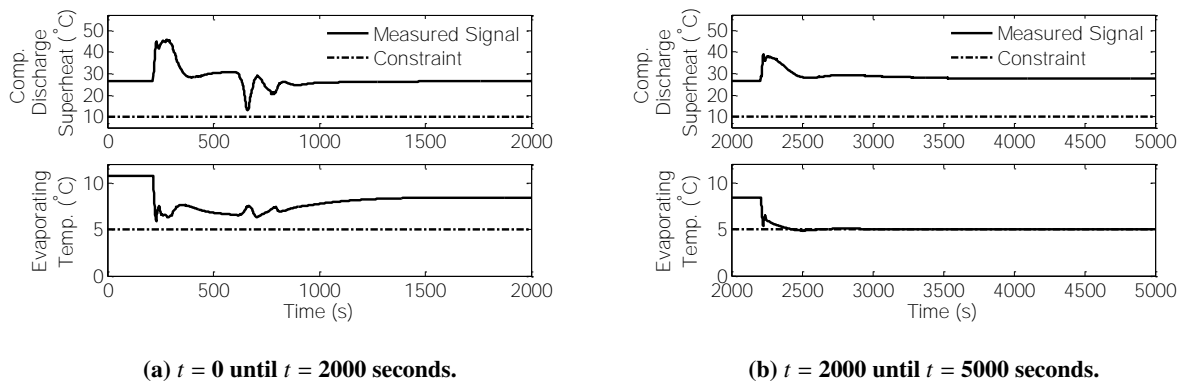 Comp.
Discharge
Superheat (˚C)
50
40
30
20
10
Measured Signal
Constraint
0 500 1000 1500 2000
Evaporating
Temp. (˚C)
10
5
0
0 500 1000 1500 2000
Time (s)
(a) t = 0 until t = 2000 seconds.
Comp.
Discharge
Superheat (˚C)
50
40
30
20
10
Measured Signal
Constraint
2000 2500 3000 3500 4000 4500 5000
Evaporating
Temp. (˚C)
10
5
0
2000 2500 3000 3500 4000 4500 5000
Time (s)
(b) t = 2000 until t = 5000 seconds.